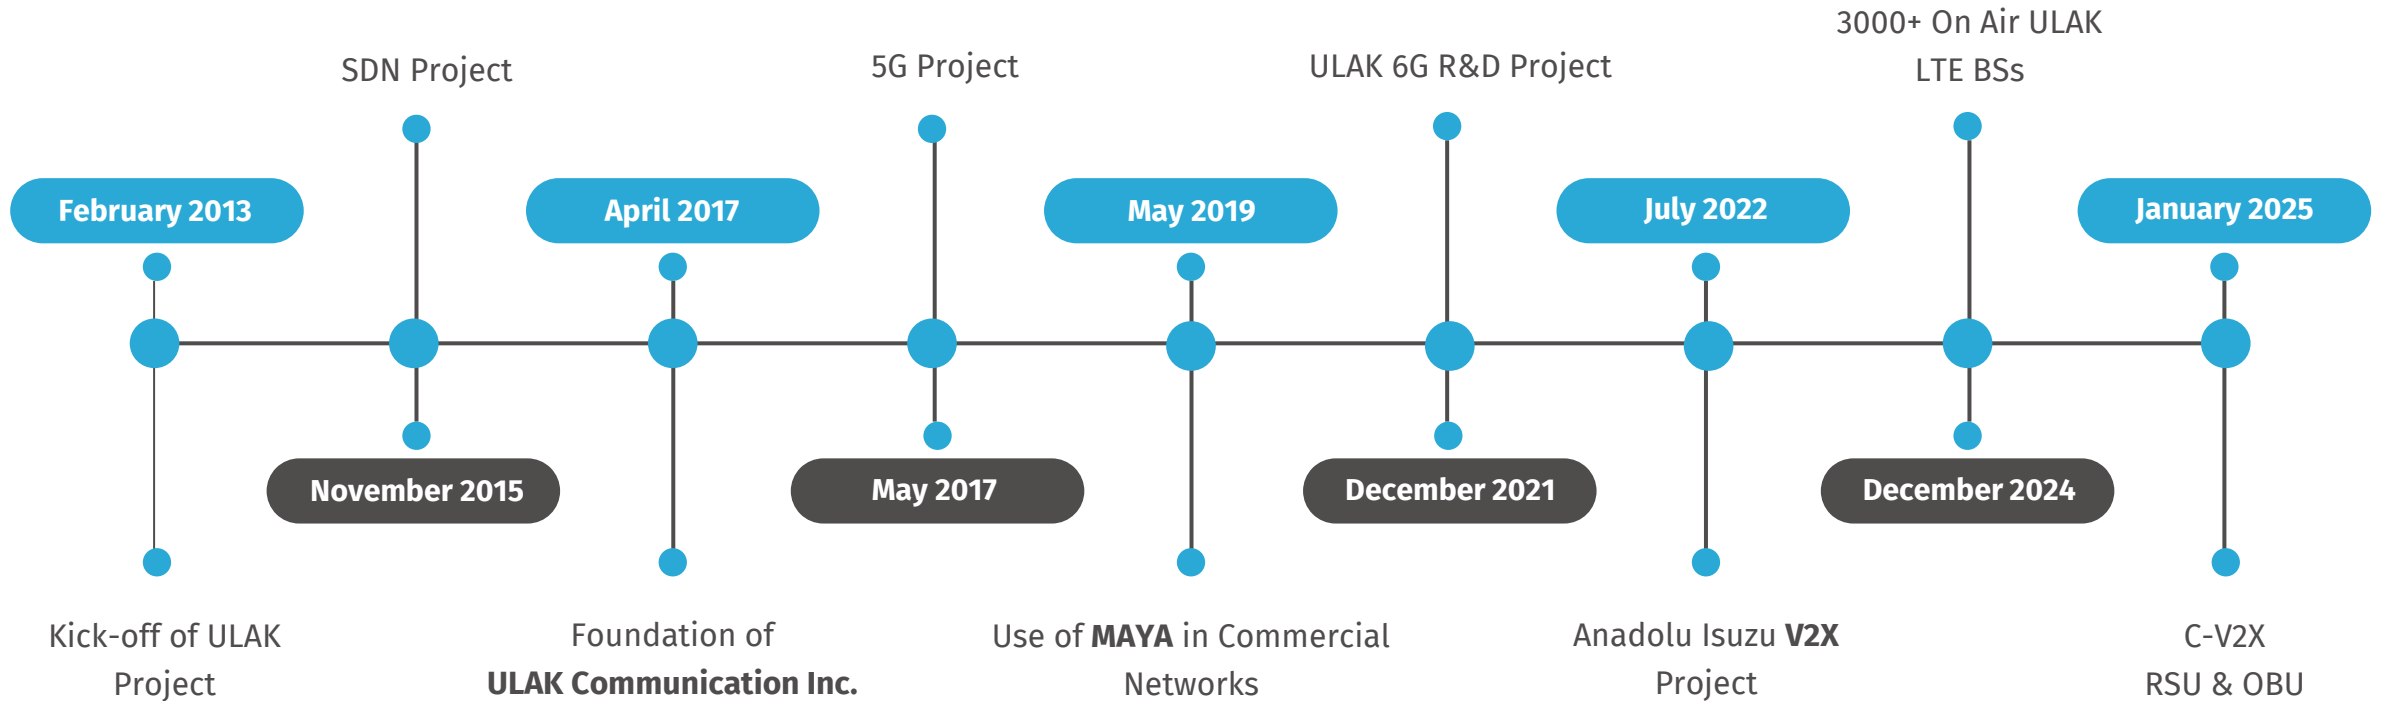 February 2013
Kick-off of ULAK
Project
SDN Project
November 2015
April 2017
Foundation of
ULAK Communication Inc.
5G Project
May 2017
May 2019
Use of MAYA in Commercial
Networks
ULAK 6G R&D Project
December 2021
July 2022
Anadolu Isuzu V2X
Project
3000+ On Air ULAK
LTE BSs
December 2024
January 2025
C-V2X
RSU & OBU